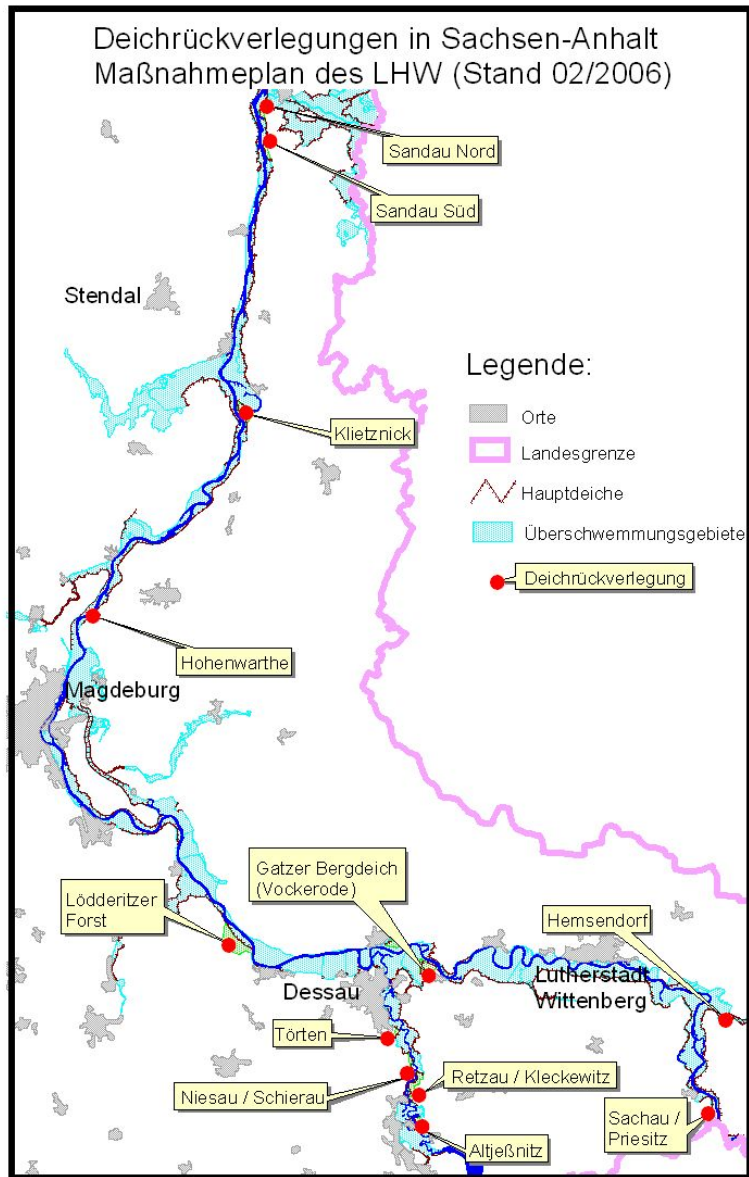 Deichrückverlegungen in Sachsen-Anhalt
Maßnahmeplan des LHW (Stand 02/2006)
Sandau Nord
Sandau Süd
Stendal
Legende:
Orte
Landesgrenze
Hauptdeiche
Überschwemmungsgebiete
Deichrückverlegung
Klietznick
Hohenwarthe
Magdeburg
Gatzer Bergdeich
(Vockerode)
Lödderitzer
Forst
Hemsendorf
Lutherstadt
Wittenberg
Dessau
Törten
Retzau / Kleckewitz
Niesau / Schierau
Sachau /
Priesitz
Altjeßnitz